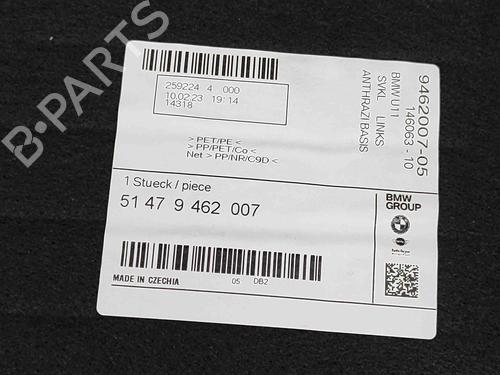 259224 4 000
10.02.23 19:14
14318
> PET/PE <
> PP/PET/Co <
Net > PP/NR/C9D <
9462007-05
146063 - 10
BMW U11
SVKL LINKS
ANTHRAZI BASIS
1 Stueck / piece
51 47 9 462 007
BMW
GROUP
MADE IN CZECHIA
05 DB2
B-PARTS